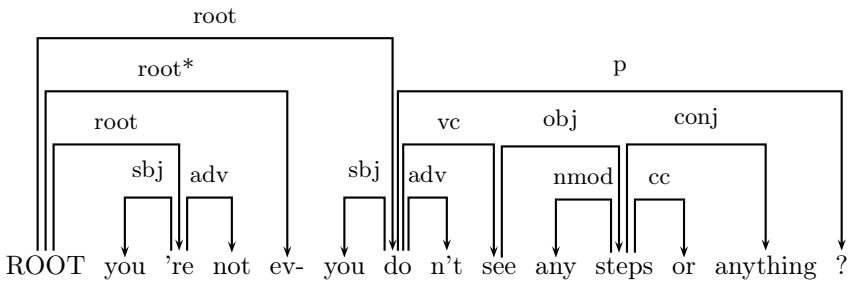 root
root* p
root vc obj conj
sbj adv sbj adv nmod cc
ROOT you 're not ev- you do n't see any steps or anything ?